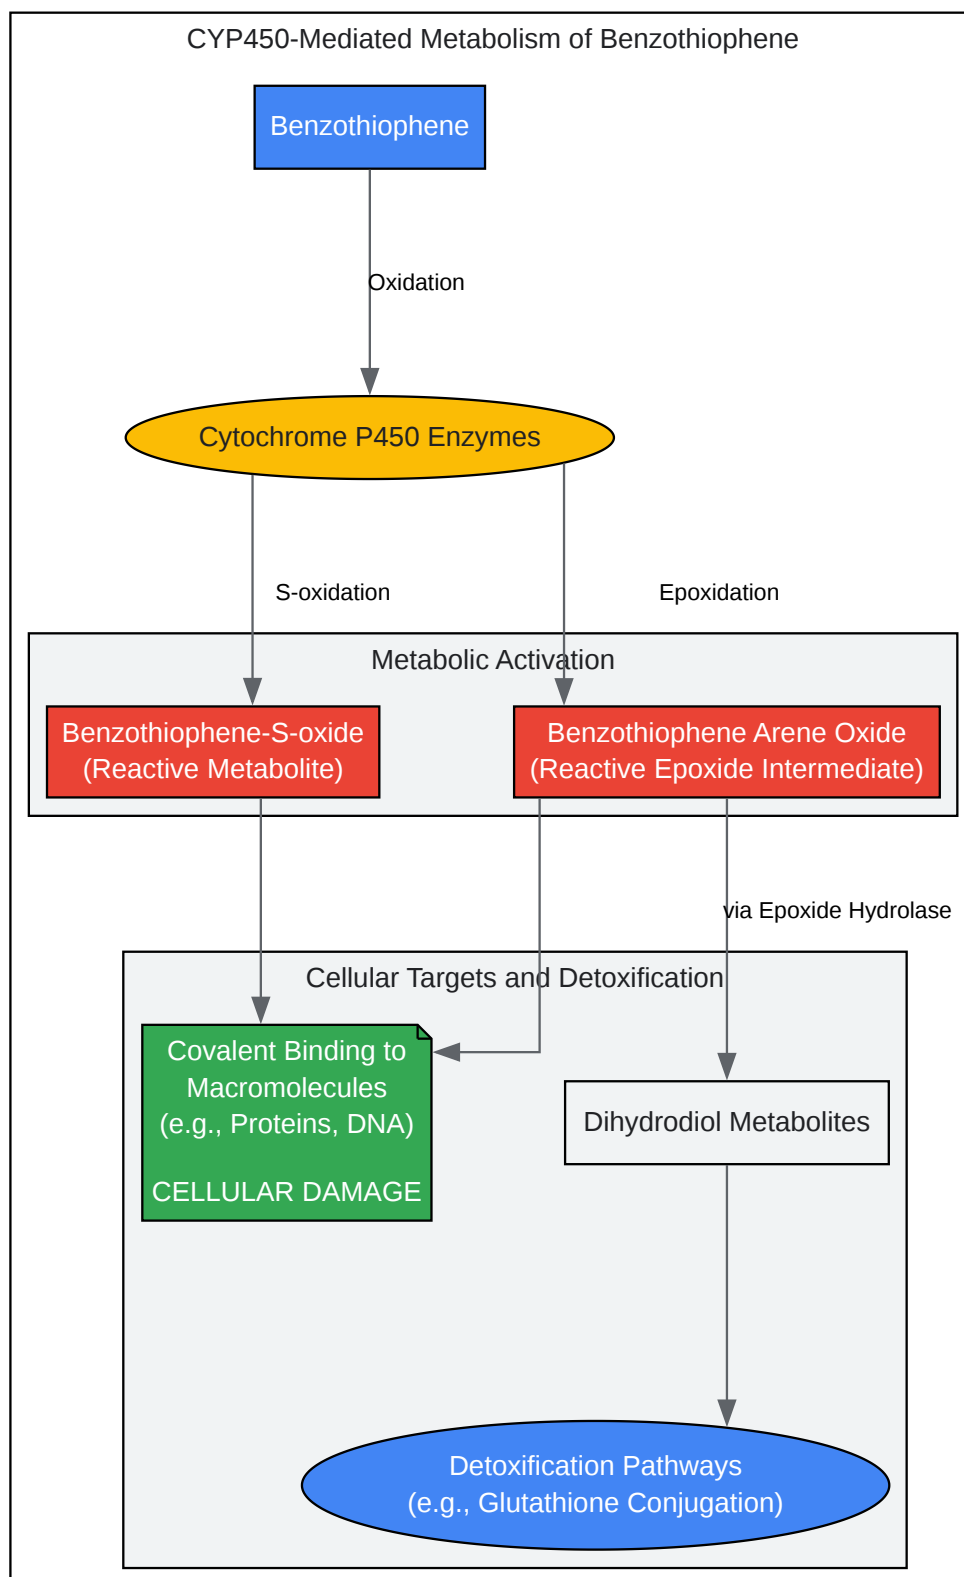 CYP450-Mediated Metabolism of Benzothiophene
Benzothiophene
Oxidation
Cytochrome P450 Enzymes
S-oxidation
Epoxidation
Metabolic Activation
Benzothiophene-S-oxide
(Reactive Metabolite)
Benzothiophene Arene Oxide
(Reactive Epoxide Intermediate)
via Epoxide Hydrolase
Cellular Targets and Detoxification
Covalent Binding to
Macromolecules
(e.g., Proteins, DNA)
CELLULAR DAMAGE
Dihydrodiol Metabolites
Detoxification Pathways
(e.g., Glutathione Conjugation)